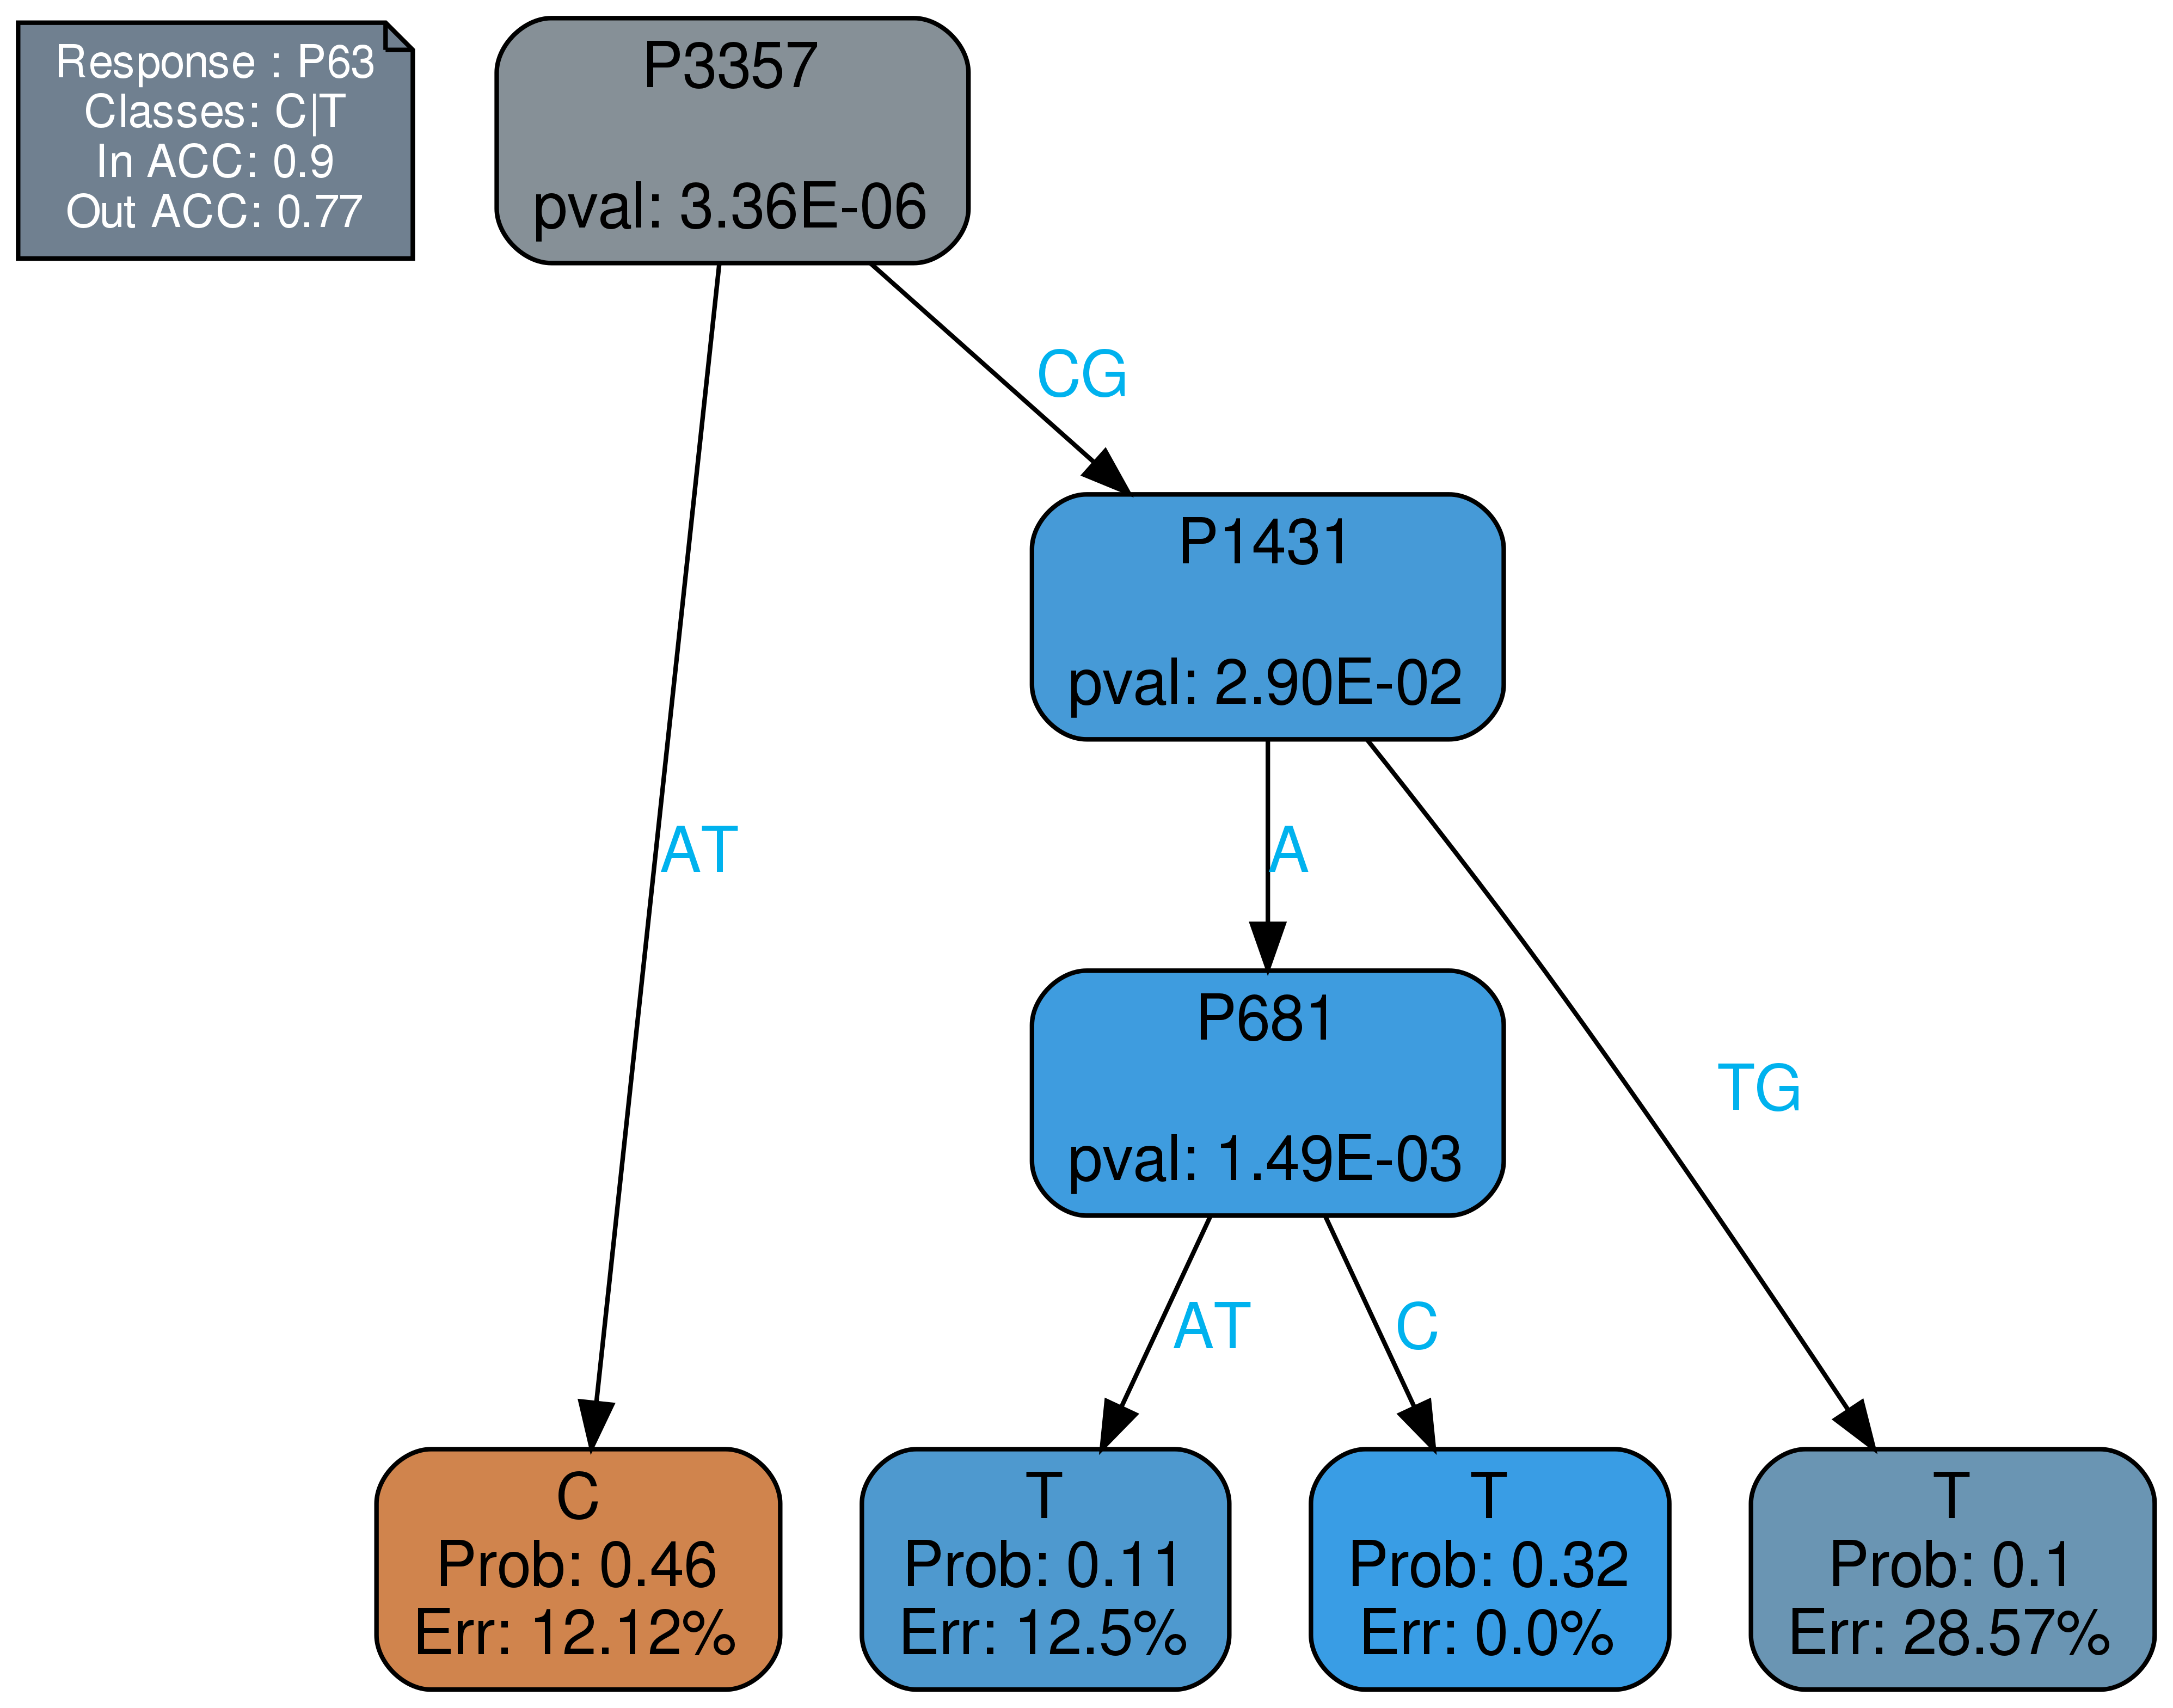 Response : P63
Classes: C|T
In ACC: 0.9
Out ACC: 0.77
P3357
pval: 3.36E-06
CG
P1431
pval: 2.90E-02
AT
A
P681
pval: 1.49E-03
TG
AT
C
C
Prob: 0.46
Err: 12.12%
T
Prob: 0.11
Err: 12.5%
T
Prob: 0.32
Err: 0.0%
T
Prob: 0.1
Err: 28.57%